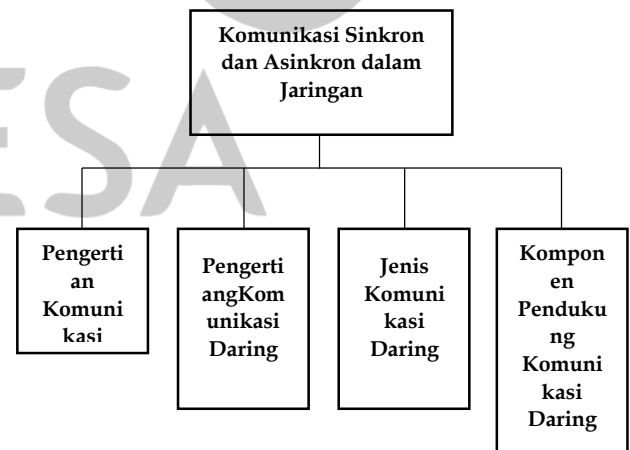 Komunikasi Sinkron
dan Asinkron dalam
Jaringan
ESA
Pengerti
an
Komuni
kasi
Pengerti
angKom
unikasi
Daring
Jenis
Komuni
kasi
Daring
Kompon
en
Penduku
ng
Komuni
kasi
Daring